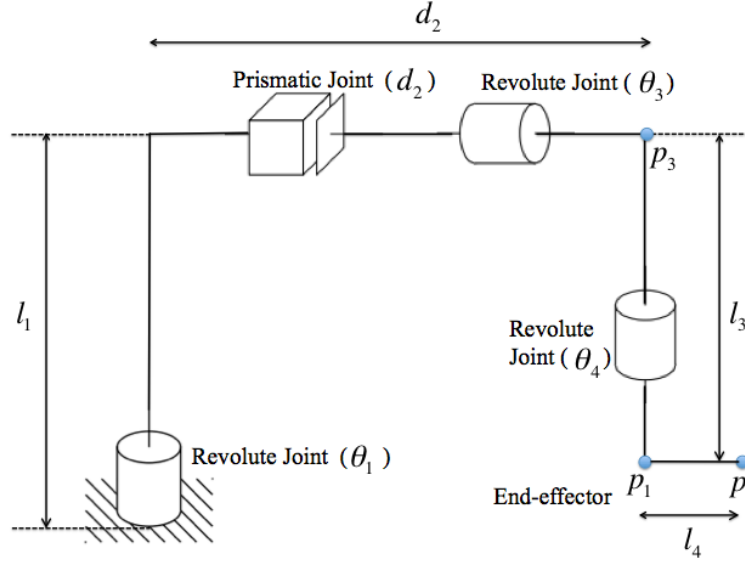 d₂
Prismatic Joint (d₂)
Revolute Joint ( θ₃)
p₃
l₁
l₃
Revolute
Joint ( θ₄)
Revolute Joint (θ₁)
End-effector
p₁
p
l₄